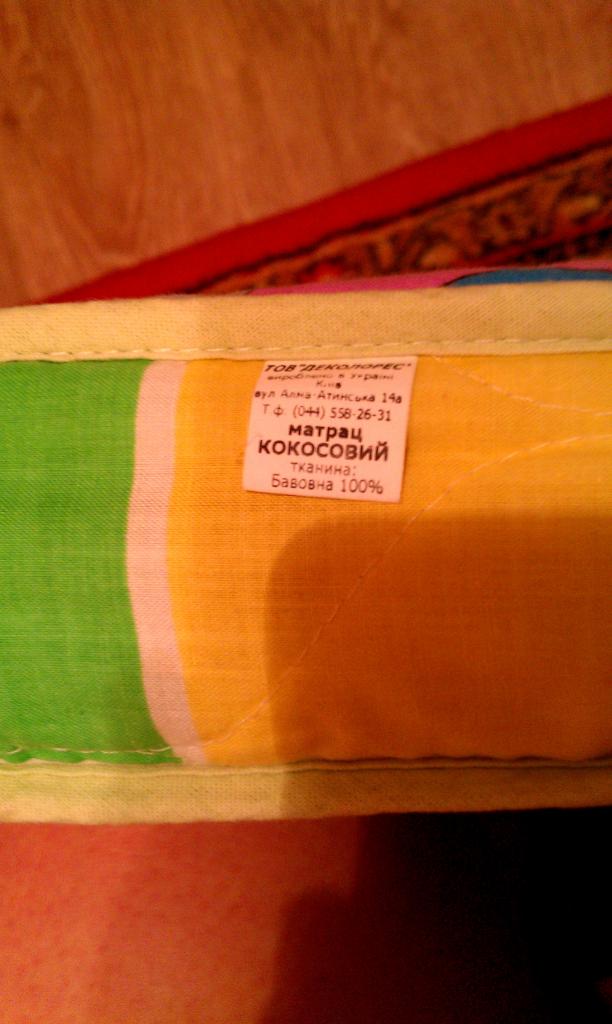 ТОВ "ДЕКОЛОРЕС"
вироблено в Україні
Київ
вул Алма-Атинська 14а
Т ф. (044) 558-26-31
матрац
КОКОСОВИЙ
тканина:
Бавовна 100%